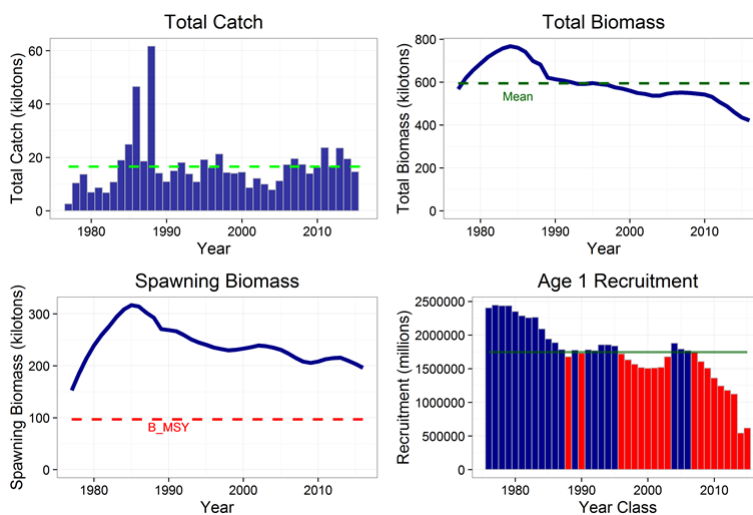 Total Catch
Total Catch (kilotons)
60
40
20
0
1980 1990 2000 2010
Year
Total Biomass
Total Biomass (kilotons)
800
600
400
200
0
Mean
1980 1990 2000 2010
Year
Spawning Biomass
Spawning Biomass (kilotons)
300
200
100
0
B_MSY
1980 1990 2000 2010
Year
Age 1 Recruitment
Recruitment (millions)
2500000
2000000
1500000
1000000
500000
0
1980 1990 2000 2010
Year Class